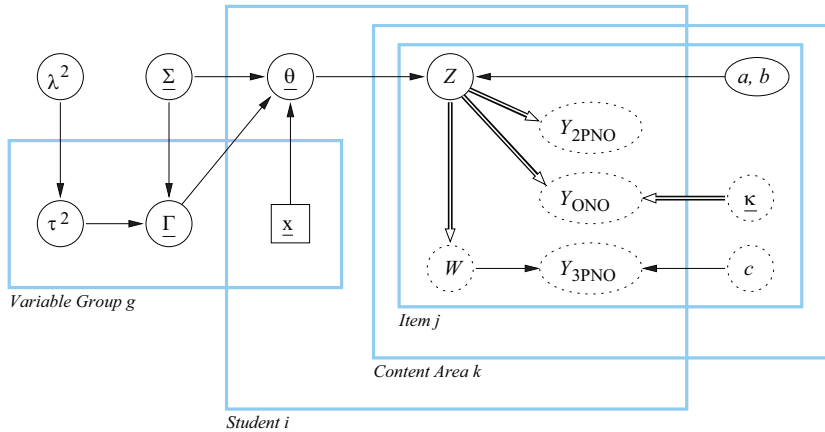 λ² Σ θ Z a, b
Y2PNO
τ² Γ x YONO κ
W Y3PNO c
Variable Group g
Item j
Content Area k
Student i